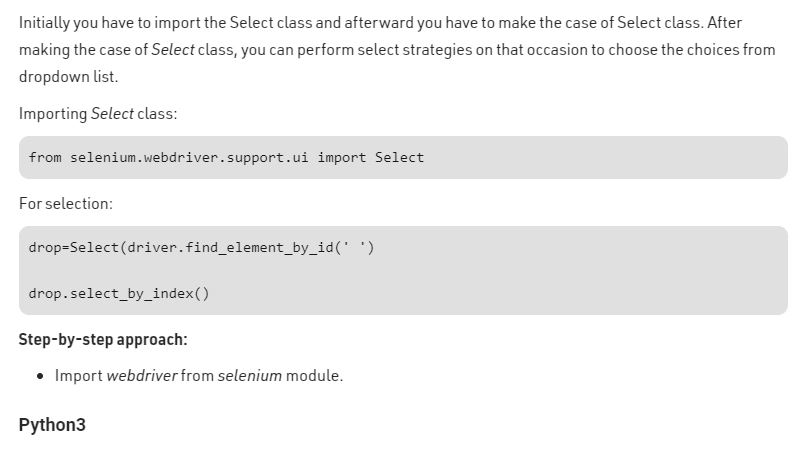 Initially you have to import the Select class and afterward you have to make the case of Select class. After
making the case of Select class, you can perform select strategies on that occasion to choose the choices from
dropdown list.
Importing Select class:
from selenium.webdriver.support.ui import Select
For selection:
drop=Select(driver.find_element_by_id(' ')
drop.select_by_index()
Step-by-step approach:
• Import webdriver from selenium module.
Python3